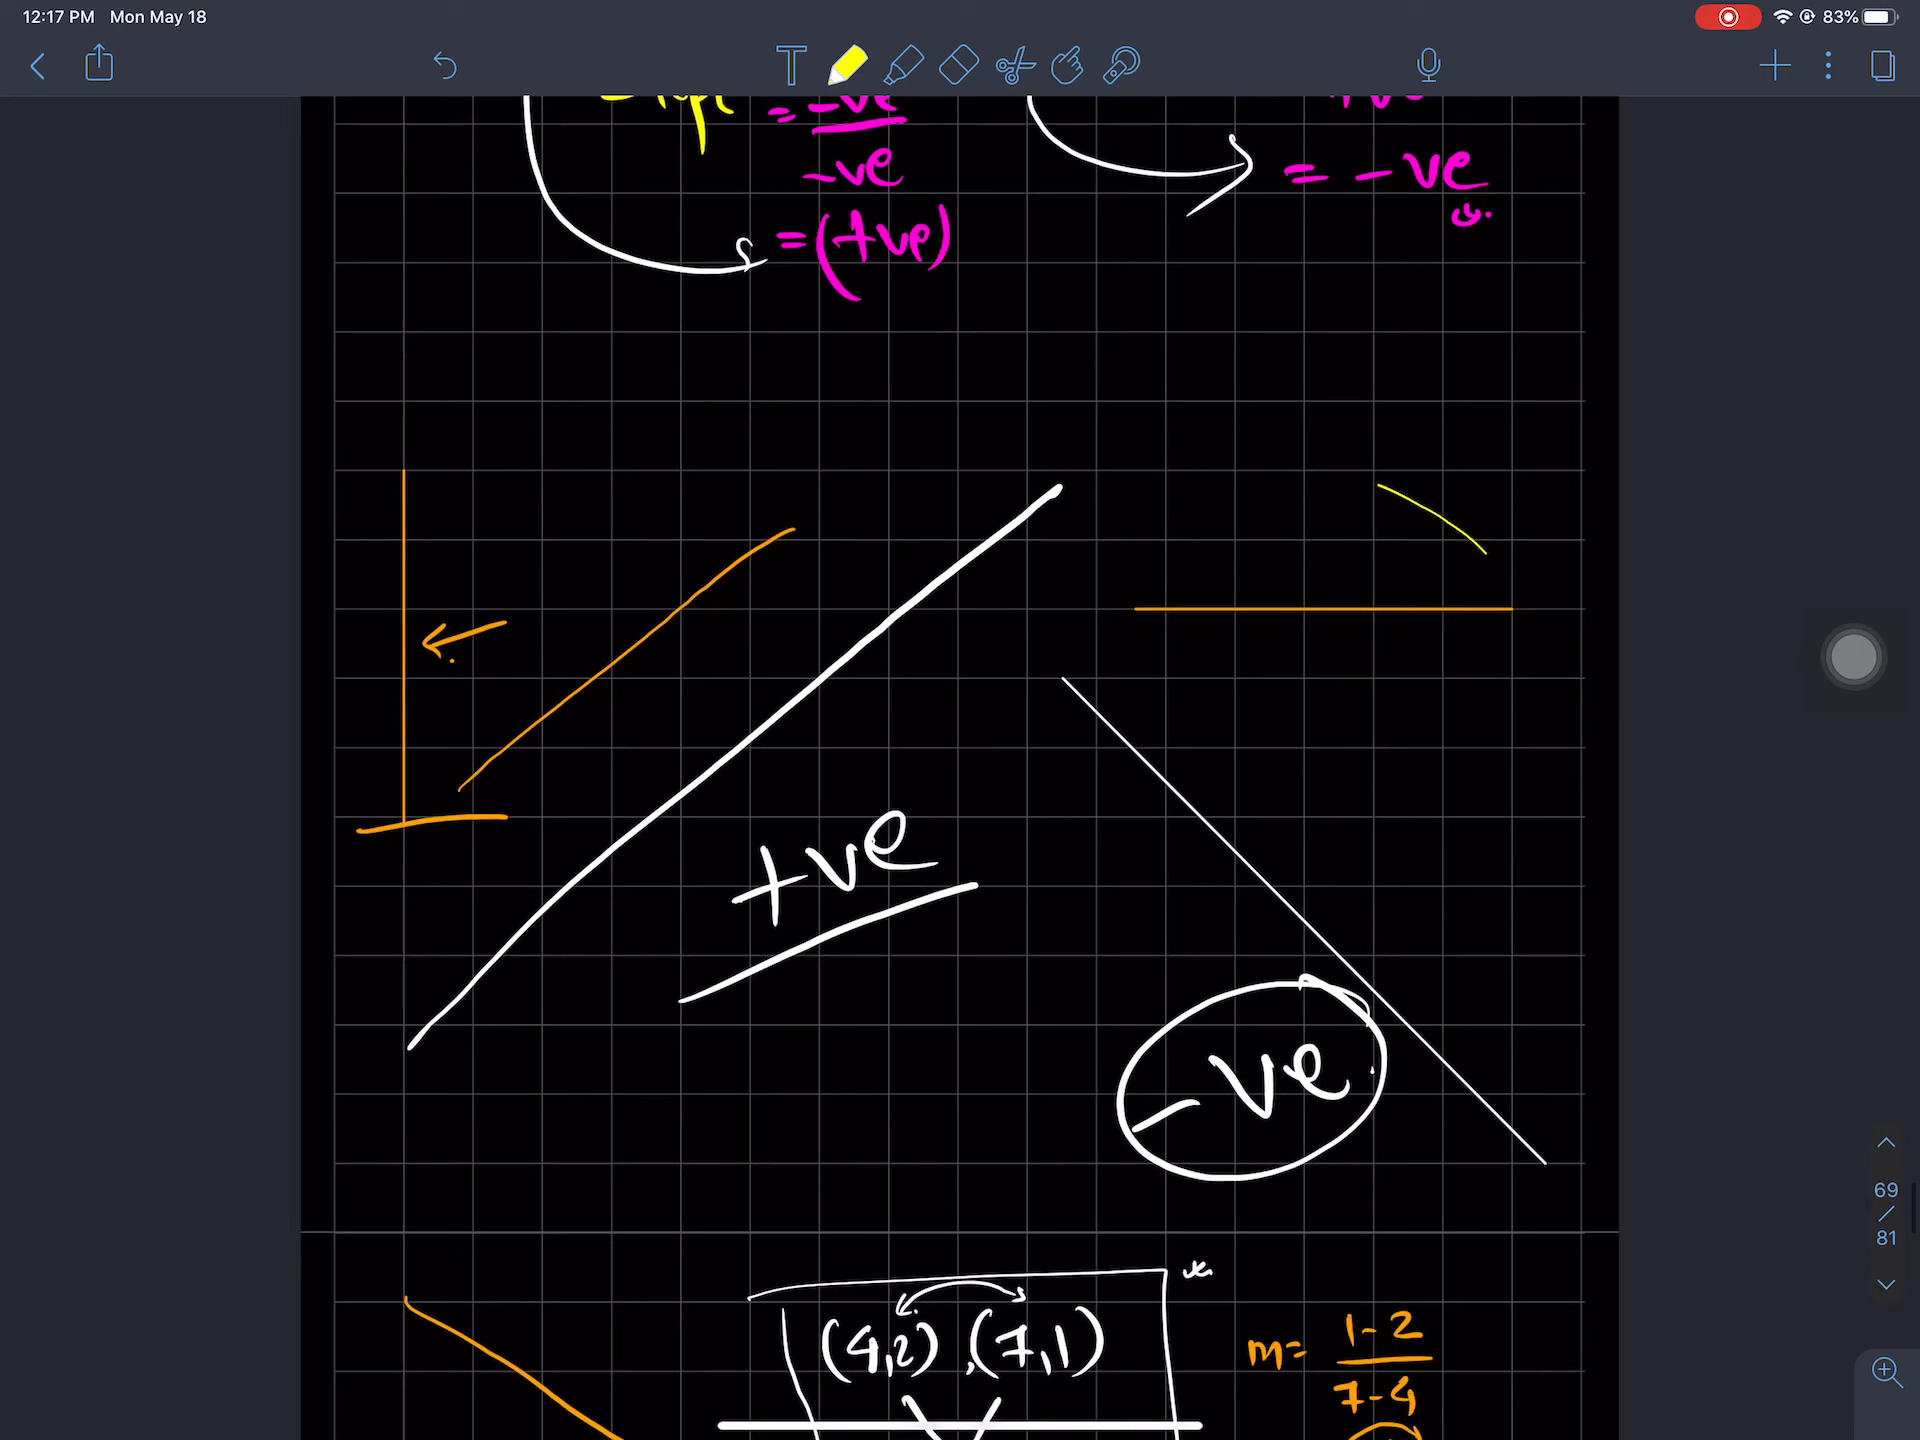 12:17 PM Mon May 18
83%
= -ve
-ve
= (+ve)
+ve
= -ve
+ve
-ve
69
/
81
(4,2), (7,1)
m= 1-2
7-4